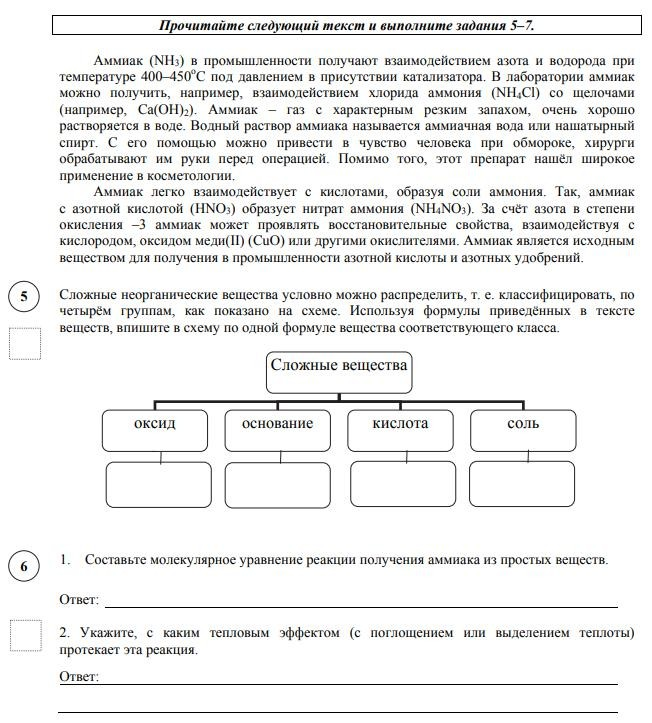 Прочитайте следующий текст и выполните задания 5–7.
Аммиак (NH₃) в промышленности получают взаимодействием азота и водорода при
температуре 400–450°С под давлением в присутствии катализатора. В лаборатории аммиак
можно получить, например, взаимодействием хлорида аммония (NH₄Cl) со щелочами
(например, Ca(OH)₂). Аммиак – газ с характерным резким запахом, очень хорошо
растворяется в воде. Водный раствор аммиака называется аммиачная вода или нашатырный
спирт. С его помощью можно привести в чувство человека при обмороке, хирурги
обрабатывают им руки перед операцией. Помимо того, этот препарат нашёл широкое
применение в косметологии.
Аммиак легко взаимодействует с кислотами, образуя соли аммония. Так, аммиак
с азотной кислотой (HNO₃) образует нитрат аммония (NH₄NO₃). За счёт азота в степени
окисления –3 аммиак может проявлять восстановительные свойства, взаимодействуя с
кислородом, оксидом меди(II) (CuO) или другими окислителями. Аммиак является исходным
веществом для получения в промышленности азотной кислоты и азотных удобрений.
5
Сложные неорганические вещества условно можно распределить, т. е. классифицировать, по
четырём группам, как показано на схеме. Используя формулы приведённых в тексте
веществ, впишите в схему по одной формуле вещества соответствующего класса.
Сложные вещества
оксид основание кислота соль
6
1. Составьте молекулярное уравнение реакции получения аммиака из простых веществ.
Ответ:
2. Укажите, с каким тепловым эффектом (с поглощением или выделением теплоты)
протекает эта реакция.
Ответ: